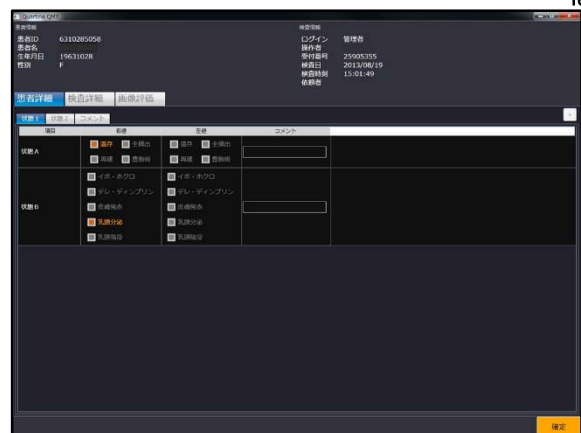 Quartina QMT
患者情報
検査情報
患者ID 6310285058
ログイン 管理者
患者名
操作者
生年月日 19631028
受付番号 25905355
性別 F
検査日 2013/08/19
検査時刻 15:01:49
依頼者
患者詳細 検査詳細 画像評価
状態1 状態2 コメント
項目 右徳 左徳 コメント
状態A
温存 全摘出 温存 全摘出
再建 豊胸術 再建 豊胸術
状態B
イボ・ホクロ イボ・ホクロ
デレ・ディンプリン デレ・ディンプリン
皮膚発赤 皮膚発赤
乳頭分泌 乳頭分泌
乳頭陥没 乳頭陥没
確定